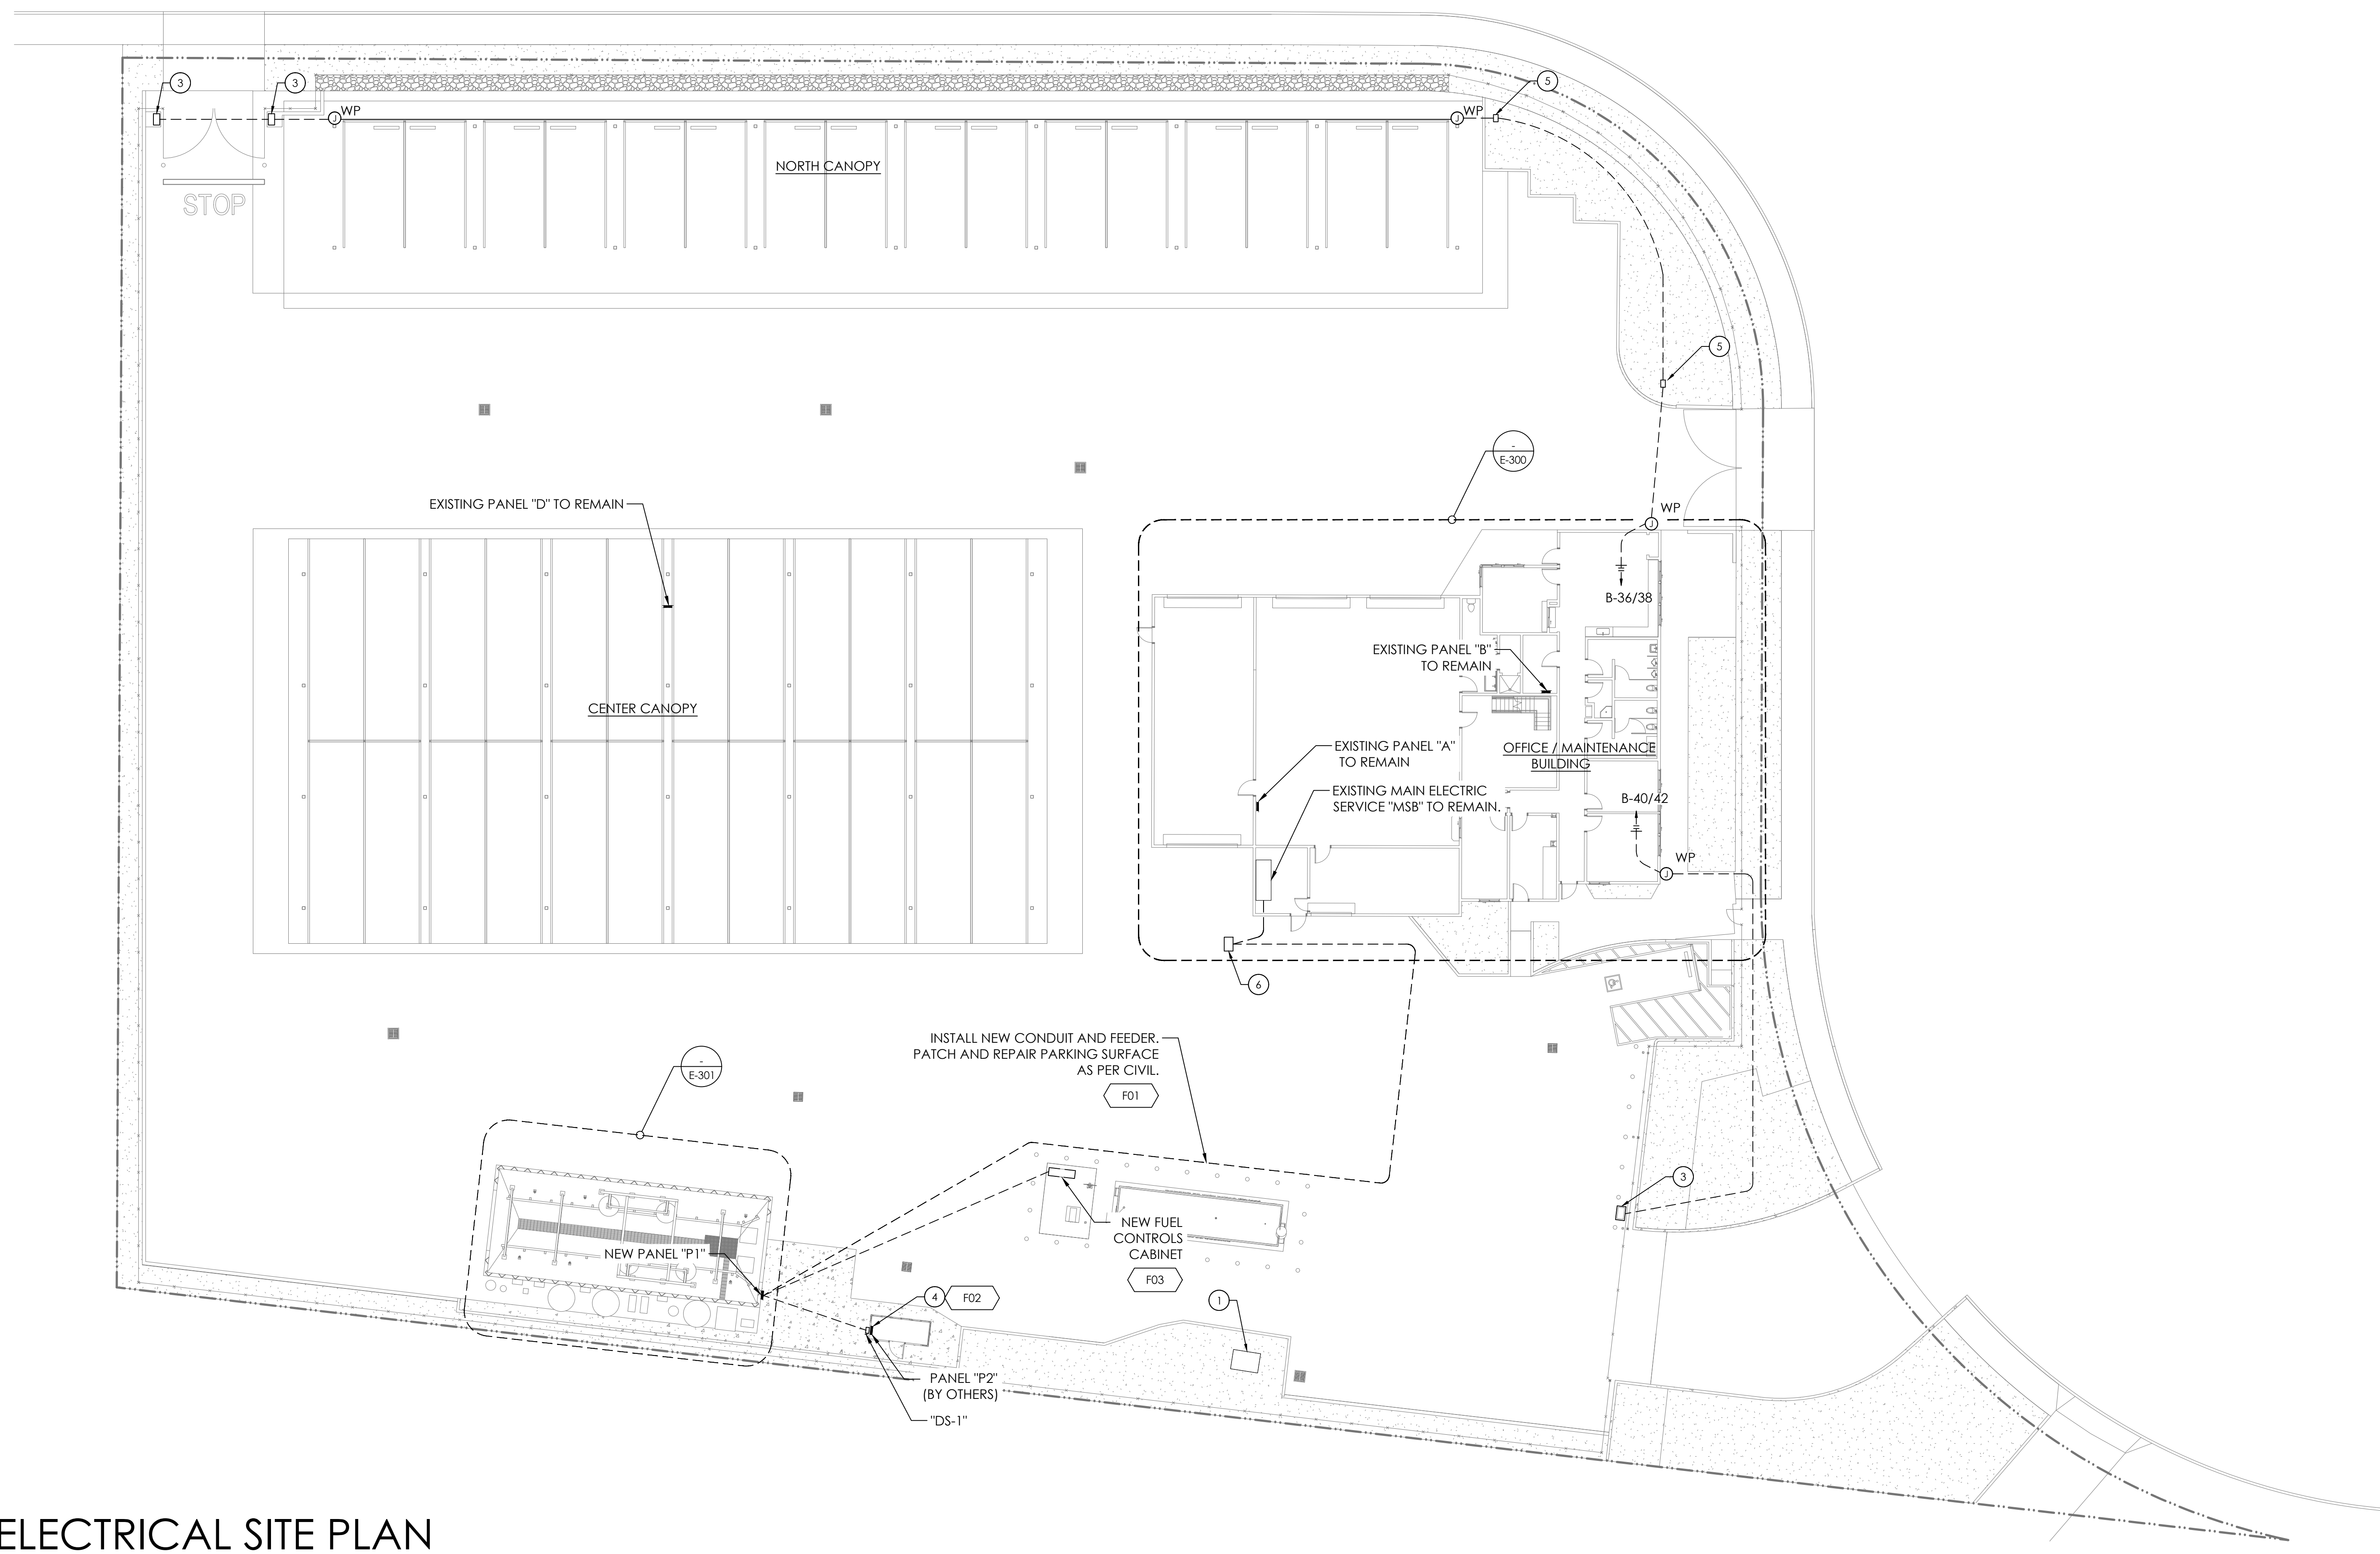 3
3
5
J
WP
J
WP
NORTH CANOPY
STOP
5
-
E-300
EXISTING PANEL "D" TO REMAIN
WP
J
B-36/38
EXISTING PANEL "B"
TO REMAIN
CENTER CANOPY
EXISTING PANEL "A"
TO REMAIN
OFFICE / MAINTENANCE
BUILDING
EXISTING MAIN ELECTRIC
SERVICE "MSB" TO REMAIN.
B-40/42
WP
J
6
INSTALL NEW CONDUIT AND FEEDER.
PATCH AND REPAIR PARKING SURFACE
AS PER CIVIL.
F01
-
E-301
3
NEW FUEL
CONTROLS
CABINET
F03
NEW PANEL "P1"
4
F02
1
PANEL "P2"
(BY OTHERS)
"DS-1"
ELECTRICAL SITE PLAN